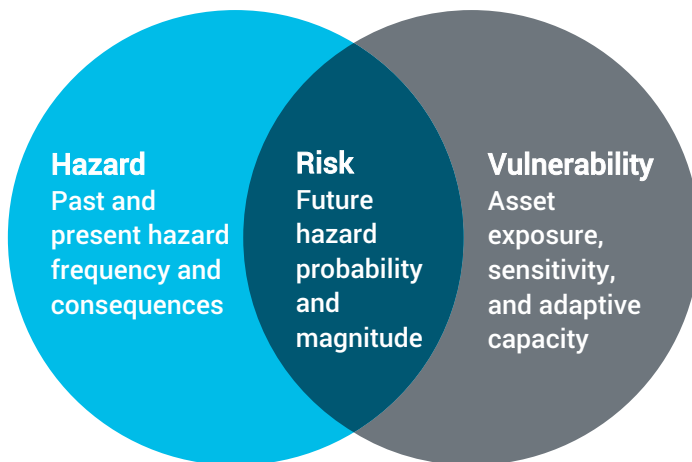 Hazard
Past and
present hazard
frequency and
consequences
Risk
Future
hazard
probability
and
magnitude
Vulnerability
Asset
exposure,
sensitivity,
and adaptive
capacity